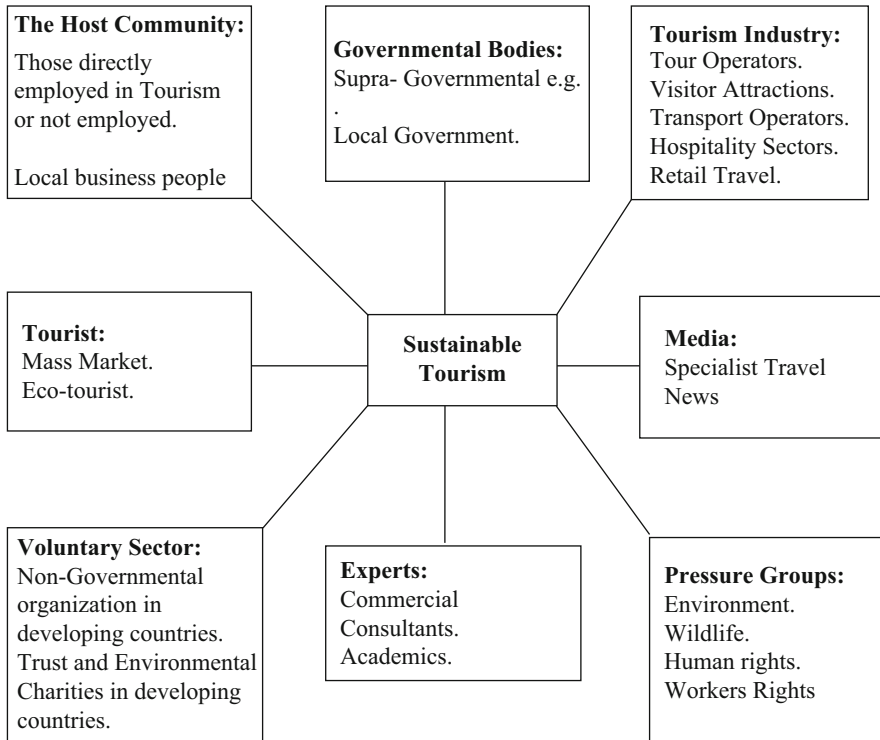 The Host Community:
Those directly
employed in Tourism
or not employed.
Local business people
Governmental Bodies:
Supra- Governmental e.g.
.
Local Government.
Tourism Industry:
Tour Operators.
Visitor Attractions.
Transport Operators.
Hospitality Sectors.
Retail Travel.
Tourist:
Mass Market.
Eco-tourist.
Sustainable
Tourism
Media:
Specialist Travel
News
Voluntary Sector:
Non-Governmental
organization in
developing countries.
Trust and Environmental
Charities in developing
countries.
Experts:
Commercial
Consultants.
Academics.
Pressure Groups:
Environment.
Wildlife.
Human rights.
Workers Rights